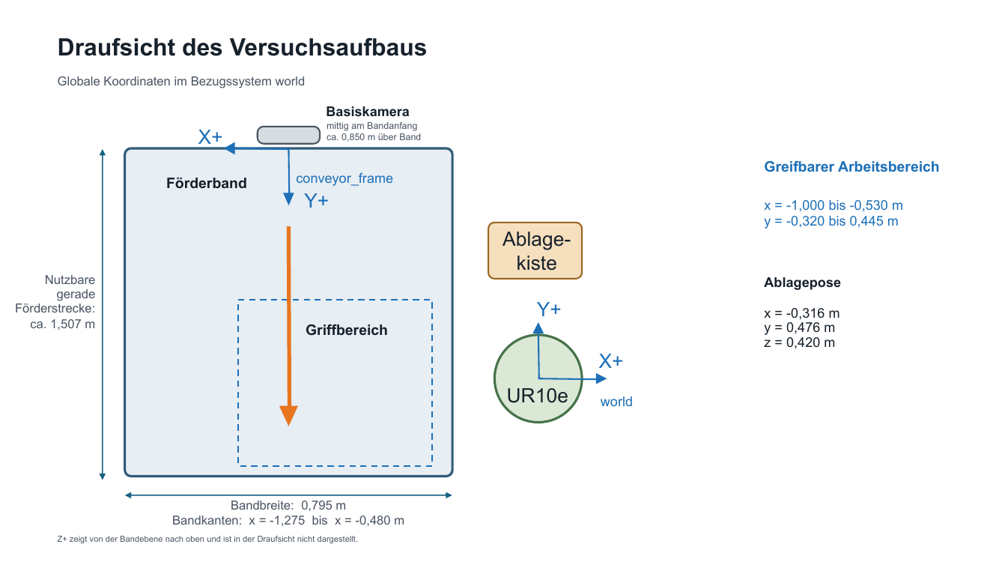 Draufsicht des Versuchsaufbaus
Globale Koordinaten im Bezugssystem world
Basiskamera
mittig am Bandanfang
ca. 0,850 m über Band
X+
Förderband
conveyor_frame
Y+
Greifbarer Arbeitsbereich
x = -1,000 bis -0,530 m
y = -0,320 bis 0,445 m
Ablage-
kiste
Nutzbare
gerade
Förderstrecke:
ca. 1,507 m
Ablagepose
x = -0,316 m
y = 0,476 m
z = 0,420 m
Griffbereich
Y+
X+
UR10e
world
Bandbreite:  0,795 m
Bandkanten:  x = -1,275  bis  x = -0,480 m
Z+ zeigt von der Bandebene nach oben und ist in der Draufsicht nicht dargestellt.